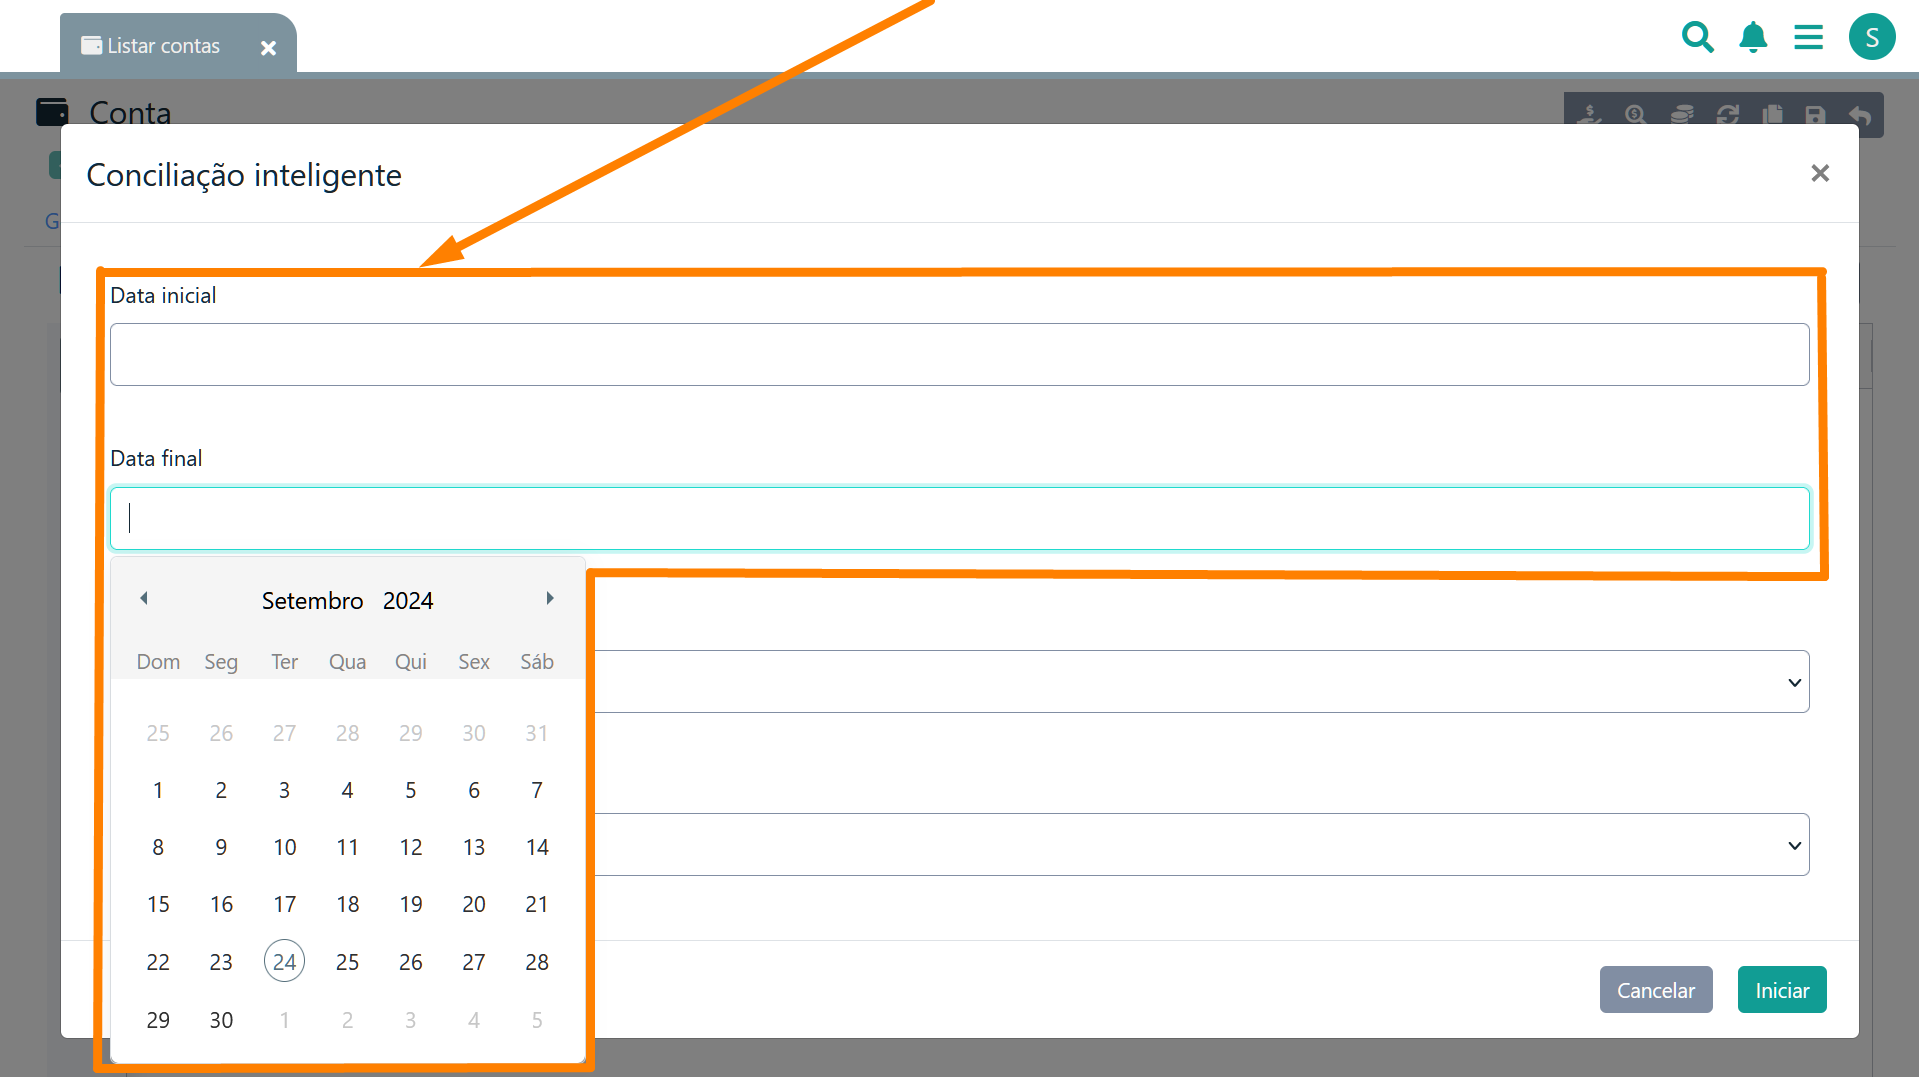 Listar contas
S
Conta
Conciliação inteligente
G
Data inicial
Data final
Setembro 2024
Dom Seg Ter Qua Qui Sex Sáb
25 26 27 28 29 30 31
1 2 3 4 5 6 7
8 9 10 11 12 13 14
15 16 17 18 19 20 21
22 23 24 25 26 27 28
29 30 1 2 3 4 5
Cancelar Iniciar